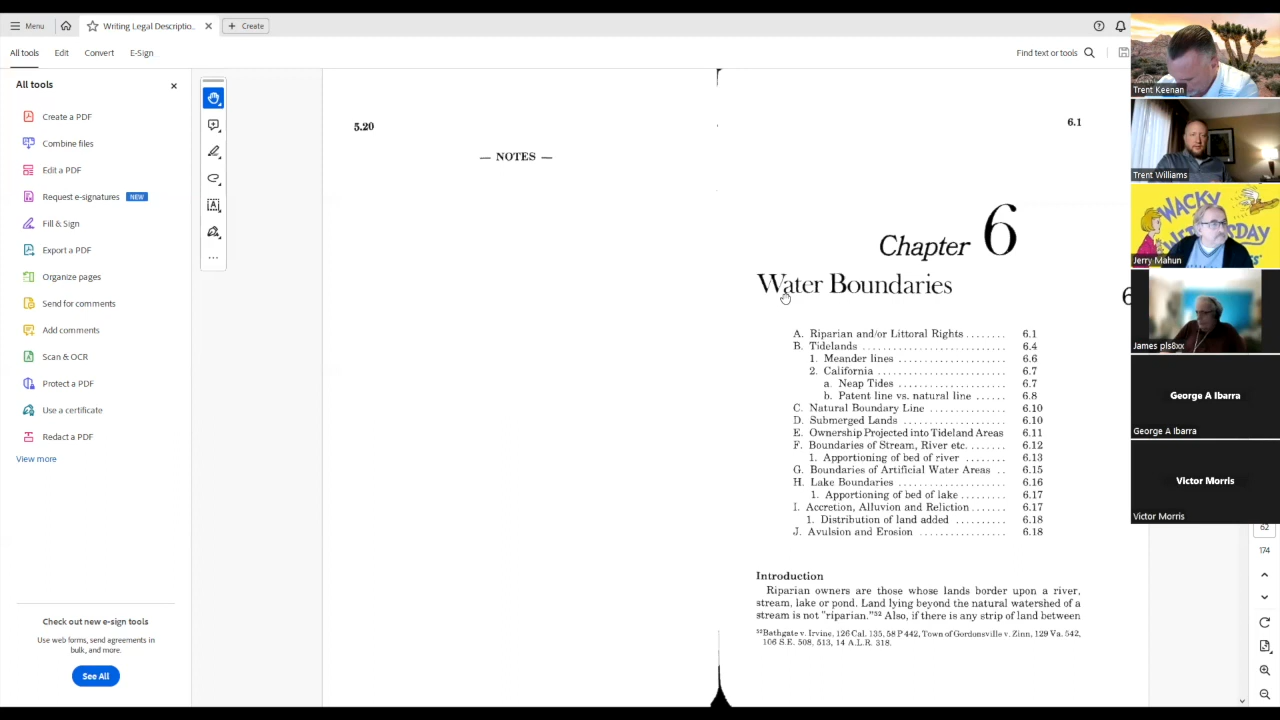 Menu
Writing Legal Descriptio...
Create
All tools
Edit
Convert
E-Sign
Find text or tools
All tools
Create a PDF
Combine files
Edit a PDF
Request e-signatures NEW
Fill & Sign
Export a PDF
Organize pages
Send for comments
Add comments
Scan & OCR
Protect a PDF
Use a certificate
Redact a PDF
View more
Check out new e-sign tools
Use web forms, send agreements in
bulk, and more.
See All
5.20
— NOTES —
6.1
Chapter 6
Water Boundaries
A. Riparian and/or Littoral Rights ........ 6.1
B. Tidelands ........................... 6.4
1. Meander lines .................... 6.6
2. California ........................ 6.7
a. Neap Tides .................... 6.7
b. Patent line vs. natural line ...... 6.8
C. Natural Boundary Line .............. 6.10
D. Submerged Lands ................... 6.10
E. Ownership Projected into Tideland Areas 6.11
F. Boundaries of Stream, River etc. ....... 6.12
1. Apportioning of bed of river ........ 6.13
G. Boundaries of Artificial Water Areas .. 6.15
H. Lake Boundaries .................... 6.16
1. Apportioning of bed of lake ......... 6.17
I. Accretion, Alluvion and Reliction ....... 6.17
1. Distribution of land added .......... 6.18
J. Avulsion and Erosion ................. 6.18
Introduction
Riparian owners are those whose lands border upon a river,
stream, lake or pond. Land lying beyond the natural watershed of a
stream is not "riparian."52 Also, if there is any strip of land between
52Bathgate v. Irvine, 126 Cal. 135, 58 P 442, Town of Gordonsville v. Zinn, 129 Va. 542,
106 S.E. 508, 513, 14 A.L.R. 318.
6
Trent Keenan
Trent Williams
WACKY
Jerry Mahun
James pls8xx
George A Ibarra
George A Ibarra
Victor Morris
Victor Morris
62
174